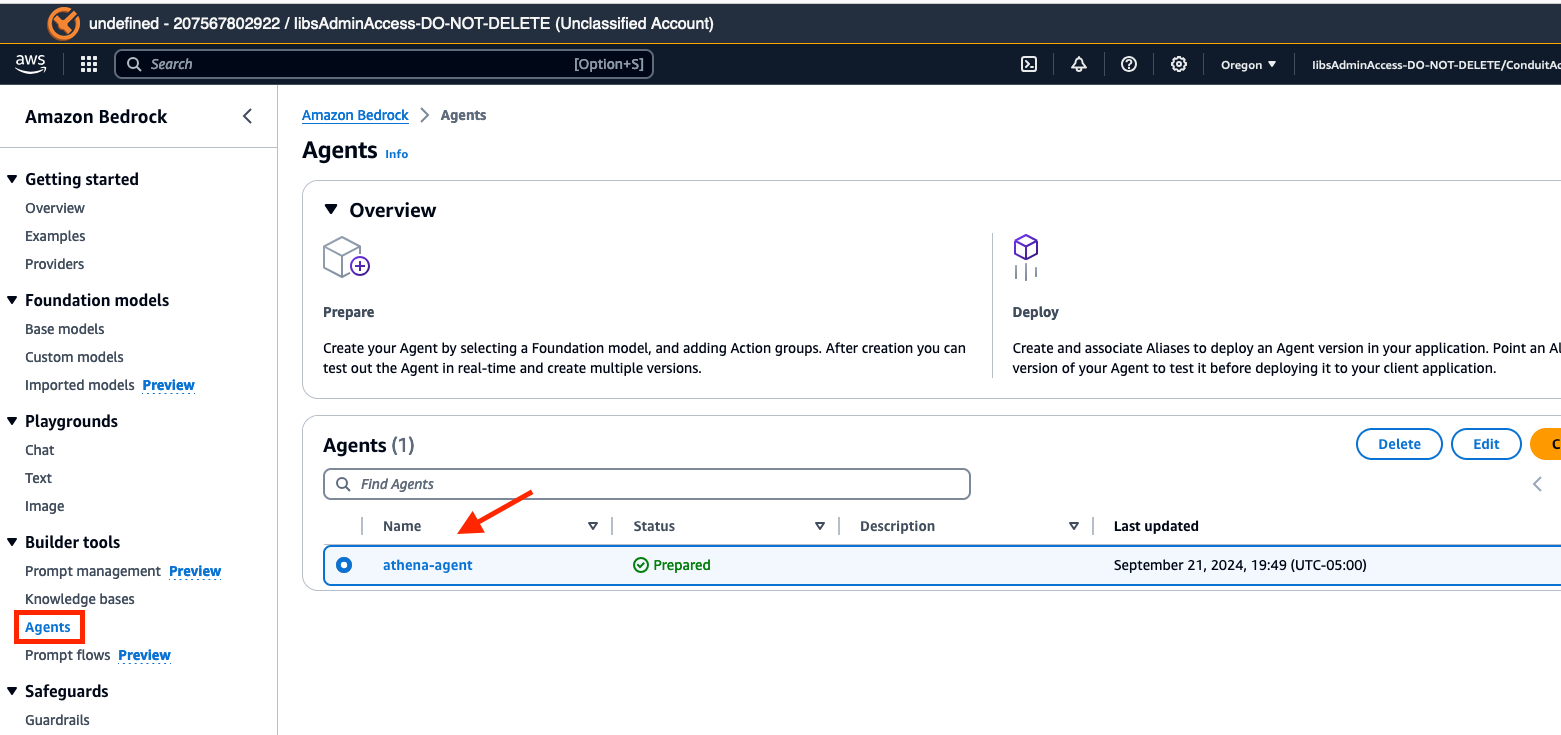 undefined - 207567802922 / libsAdminAccess-DO-NOT-DELETE (Unclassified Account)
aws
Search [Option+S]
Oregon
libsAdminAccess-DO-NOT-DELETE/ConduitAc
Amazon Bedrock
Getting started
Overview
Examples
Providers
Foundation models
Base models
Custom models
Imported models Preview
Playgrounds
Chat
Text
Image
Builder tools
Prompt management Preview
Knowledge bases
Agents
Prompt flows Preview
Safeguards
Guardrails
Amazon Bedrock > Agents
Agents Info
Overview
Prepare
Create your Agent by selecting a Foundation model, and adding Action groups. After creation you can
test out the Agent in real-time and create multiple versions.
Deploy
Create and associate Aliases to deploy an Agent version in your application. Point an Al
version of your Agent to test it before deploying it to your client application.
Agents (1)
Delete
Edit
C
Find Agents
Name Status Description Last updated
athena-agent Prepared September 21, 2024, 19:49 (UTC-05:00)